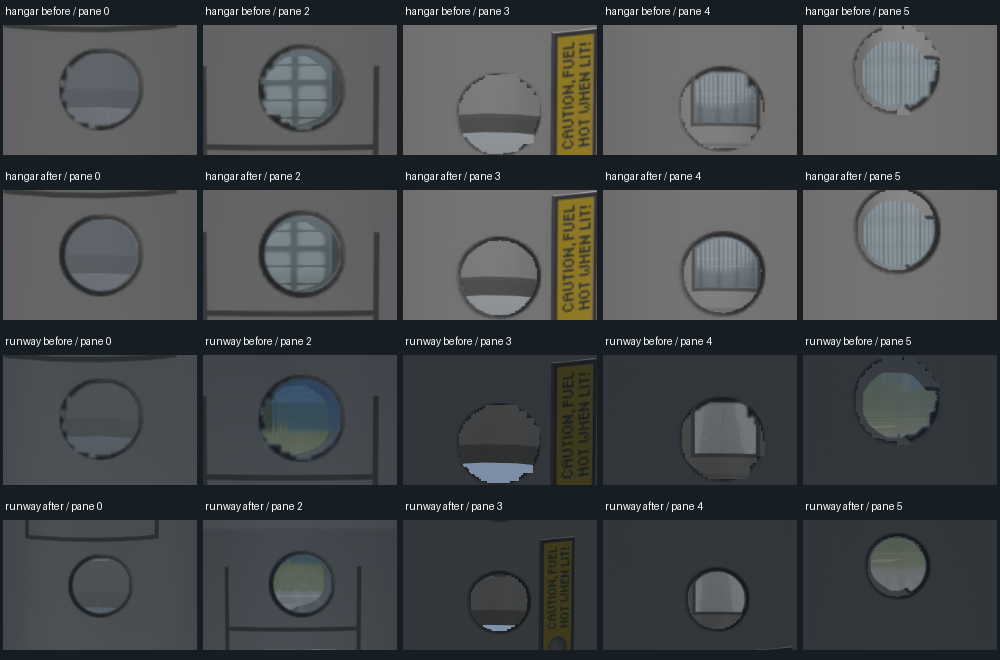 hangar before / pane 0
hangar before / pane 2
hangar before / pane 3
hangar before / pane 4
hangar before / pane 5
CAUTION, FUEL
HOT WHEN LIT!
hangar after / pane 0
hangar after / pane 2
hangar after / pane 3
hangar after / pane 4
hangar after / pane 5
CAUTION, FUEL
HOT WHEN LIT!
runway before / pane 0
runway before / pane 2
runway before / pane 3
runway before / pane 4
runway before / pane 5
CAUTION, FUEL
HOT WHEN LIT!
runway after / pane 0
runway after / pane 2
runway after / pane 3
runway after / pane 4
runway after / pane 5
CAUTION, FUEL
HOT WHEN LIT!